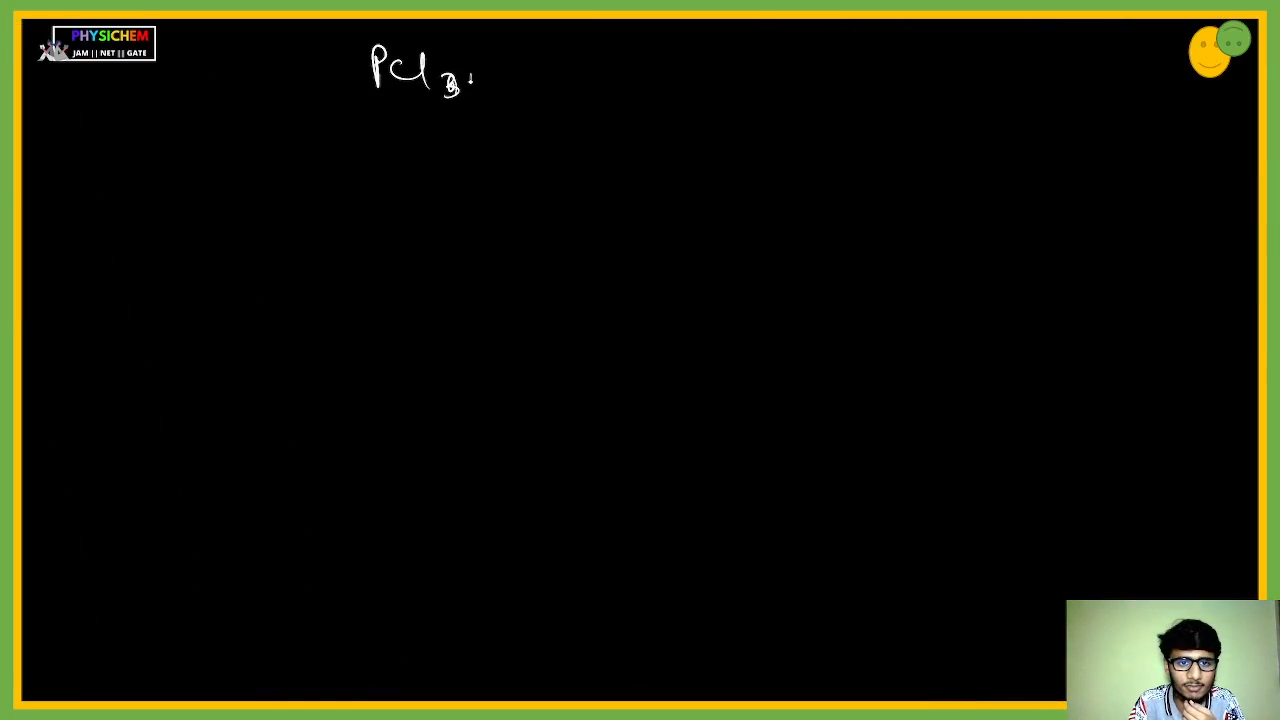 PHYSICHEM
JAM || NET || GATE
PCl3